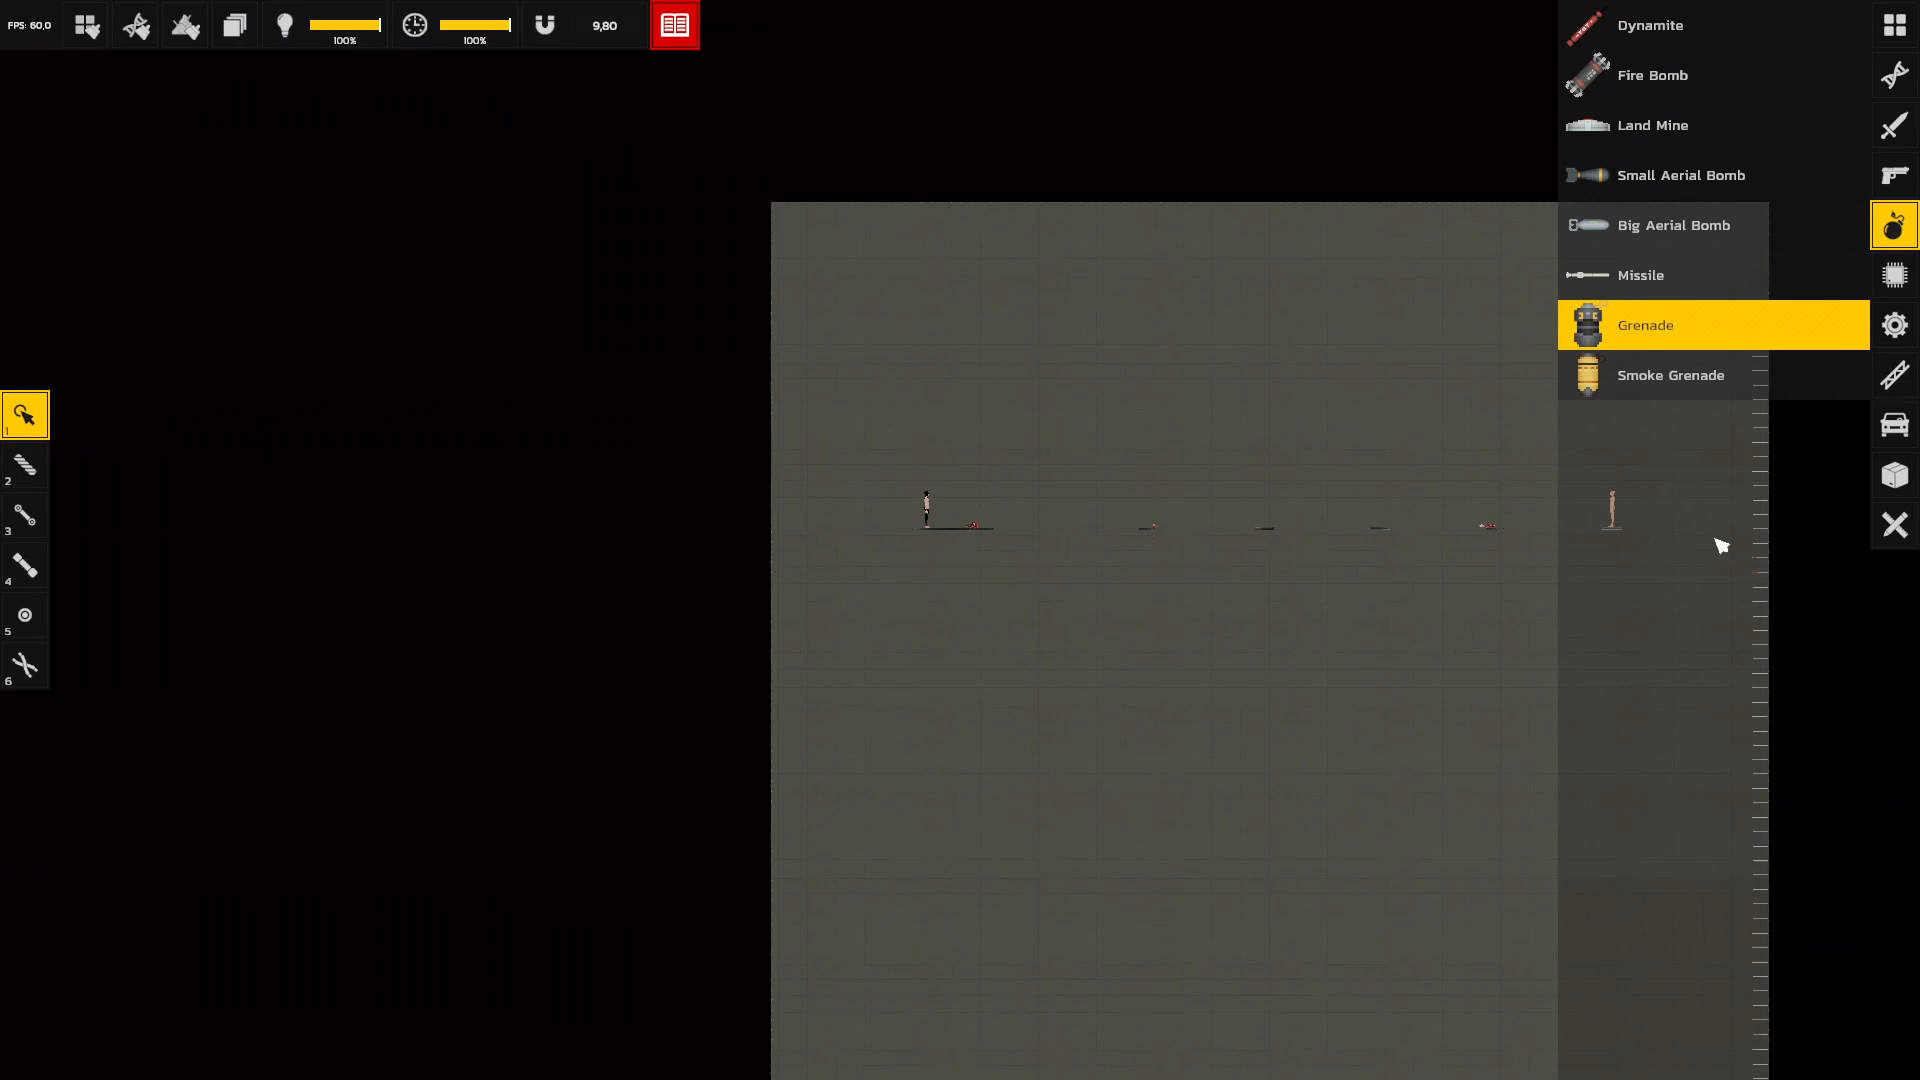 FPS: 60,0
100%
100%
9,80
Dynamite
Fire Bomb
Land Mine
Small Aerial Bomb
Big Aerial Bomb
Missile
Grenade
Smoke Grenade
1
2
3
4
5
6